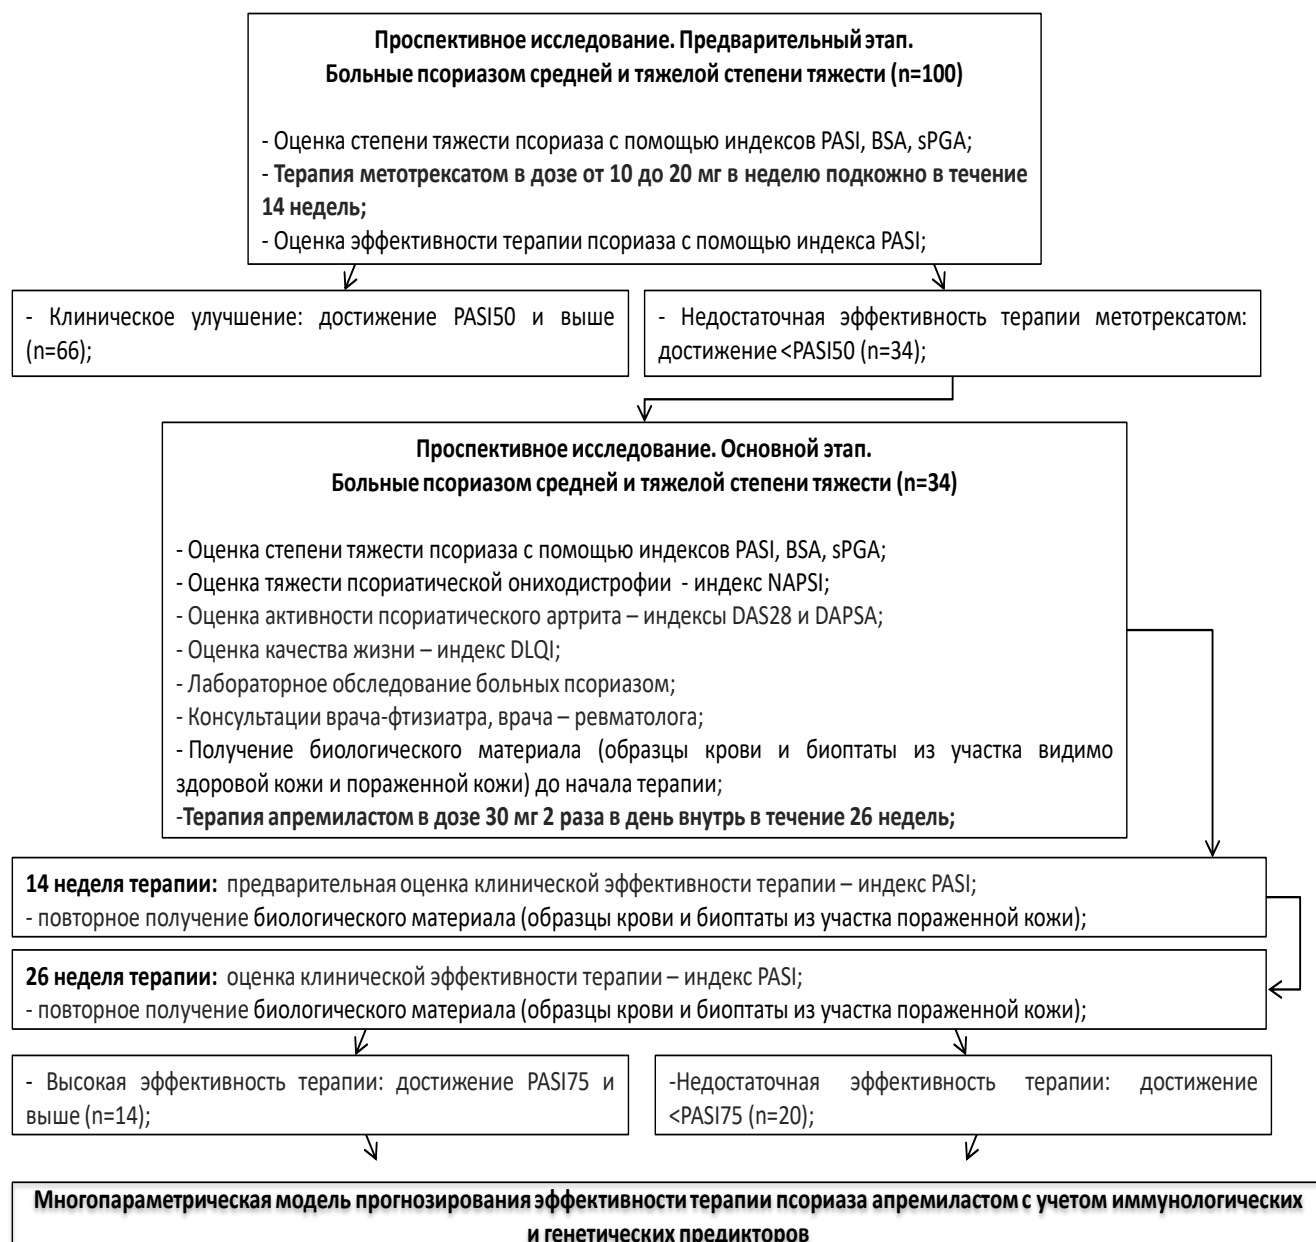 Проспективное исследование. Предварительный этап.
Больные псориазом средней и тяжелой степени тяжести (n=100)
- Оценка степени тяжести псориаза с помощью индексов PASI, BSA, sPGA;
- Терапия метотрексатом в дозе от 10 до 20 мг в неделю подкожно в течение
14 недель;
- Оценка эффективности терапии псориаза с помощью индекса PASI;
- Клиническое улучшение: достижение PASI50 и выше
(n=66);
- Недостаточная эффективность терапии метотрексатом:
достижение <PASI50 (n=34);
Проспективное исследование. Основной этап.
Больные псориазом средней и тяжелой степени тяжести (n=34)
- Оценка степени тяжести псориаза с помощью индексов PASI, BSA, sPGA;
- Оценка тяжести псориатической ониходистрофии - индекс NAPSI;
- Оценка активности псориатического артрита – индексы DAS28 и DAPSA;
- Оценка качества жизни – индекс DLQI;
- Лабораторное обследование больных псориазом;
- Консультации врача-фтизиатра, врача – ревматолога;
- Получение биологического материала (образцы крови и биоптаты из участка видимо
здоровой кожи и пораженной кожи) до начала терапии;
-Терапия апремиластом в дозе 30 мг 2 раза в день внутрь в течение 26 недель;
14 неделя терапии: предварительная оценка клинической эффективности терапии – индекс PASI;
- повторное получение биологического материала (образцы крови и биоптаты из участка пораженной кожи);
26 неделя терапии: оценка клинической эффективности терапии – индекс PASI;
- повторное получение биологического материала (образцы крови и биоптаты из участка пораженной кожи);
- Высокая эффективность терапии: достижение PASI75 и
выше (n=14);
-Недостаточная эффективность терапии: достижение
<PASI75 (n=20);
Многопараметрическая модель прогнозирования эффективности терапии псориаза апремиластом с учетом иммунологических
и генетических предикторов